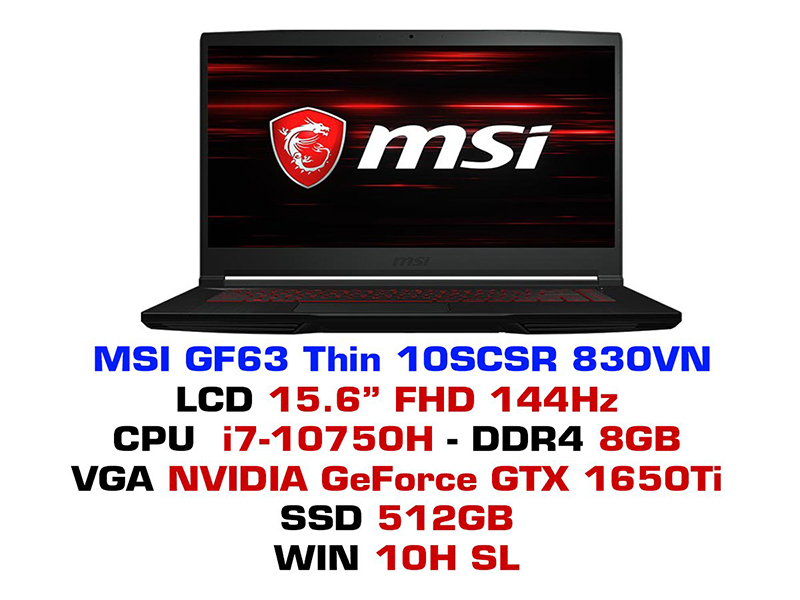 msi
msi
MSI GF63 Thin 10SCSR 830VN
LCD 15.6” FHD 144Hz
CPU i7-10750H - DDR4 8GB
VGA NVIDIA GeForce GTX 1650Ti
SSD 512GB
WIN 10H SL